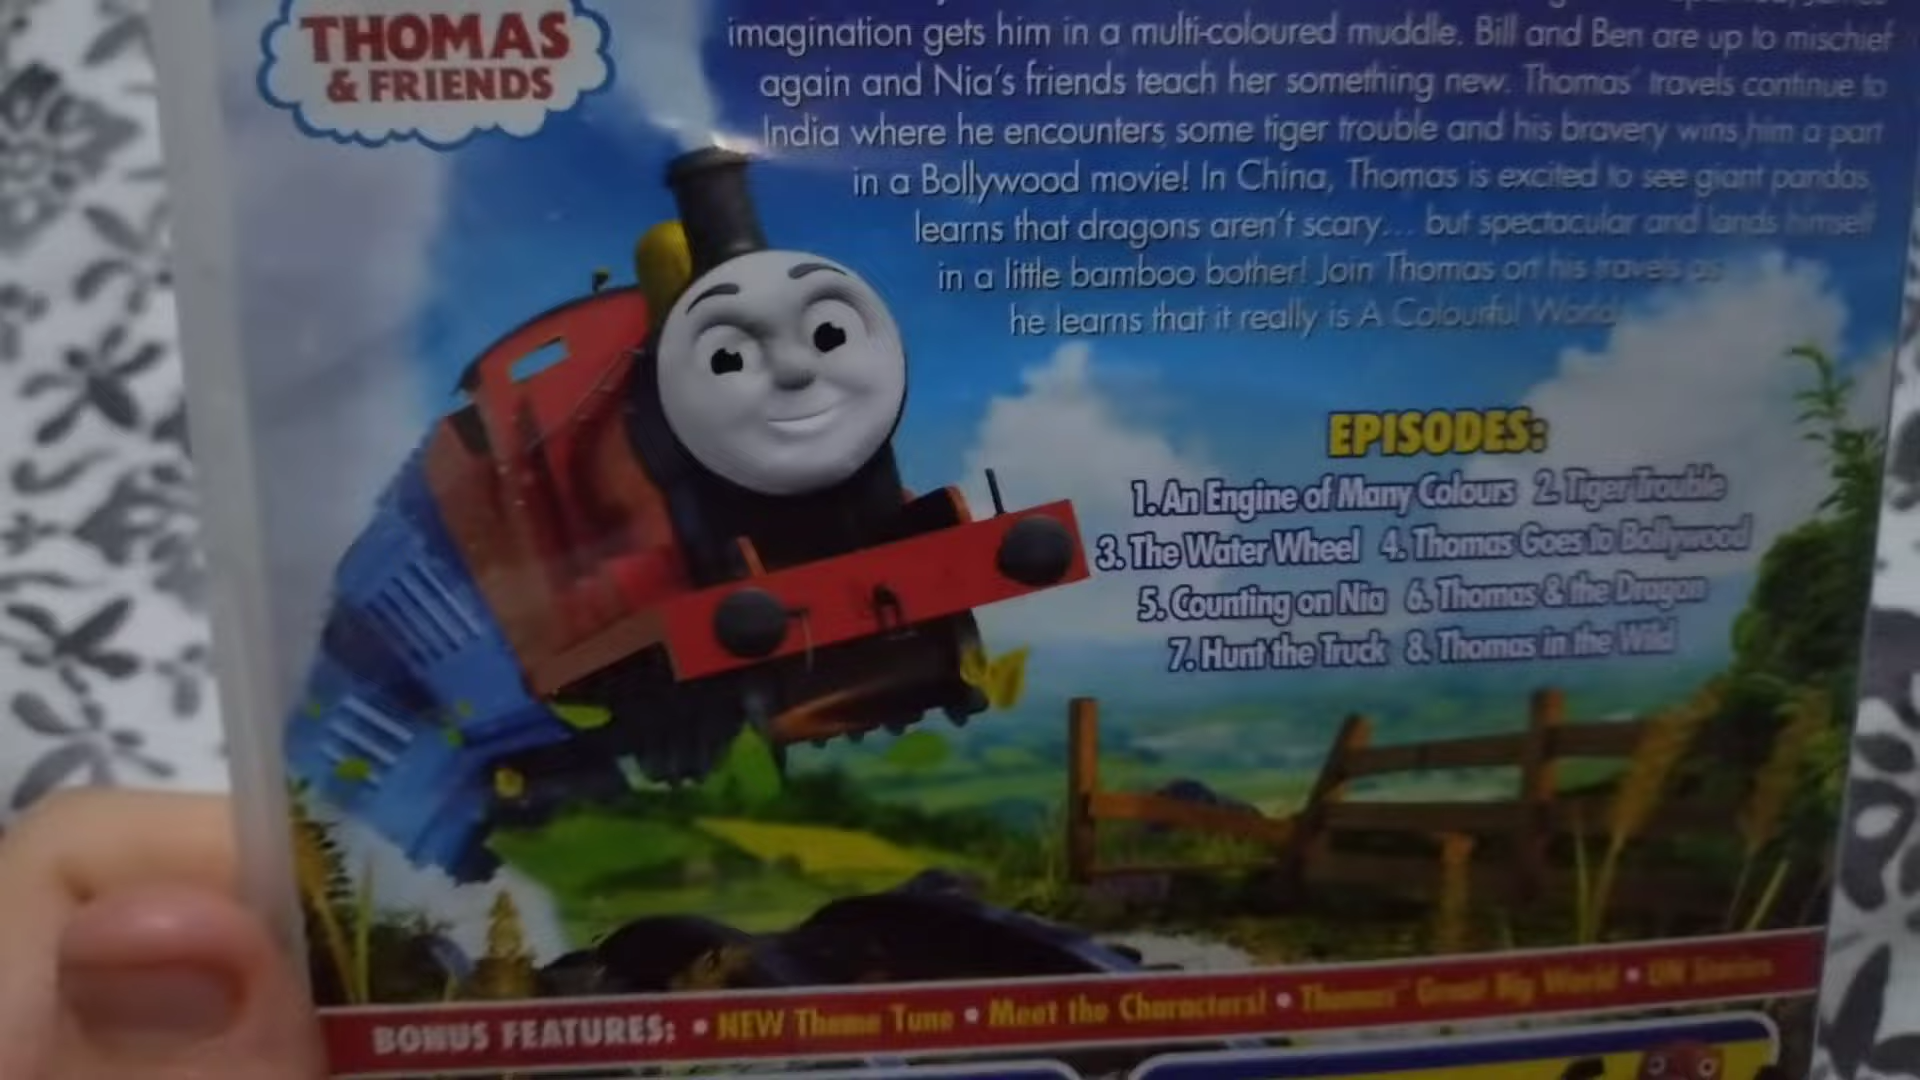 THOMAS
& FRIENDS
imagination gets him in a multi-coloured muddle. Bill and Ben are up to mischief
again and Nia's friends teach her something new. Thomas' travels continue to
India where he encounters some tiger trouble and his bravery wins him a part
in a Bollywood movie! In China, Thomas is excited to see giant pandas,
learns that dragons aren't scary... but spectacular and lands himself
in a little bamboo bother! Join Thomas on his travels as
he learns that it really is A Colourful World
EPISODES:
1. An Engine of Many Colours 2. Tiger Trouble
3. The Water Wheel 4. Thomas Goes to Bollywood
5. Counting on Nia 6. Thomas & the Dragon
7. Hunt the Truck 8. Thomas in the Wild
BONUS FEATURES: • NEW Theme Tune • Meet the Characters! • Thomas' Great Big World • UN Stories